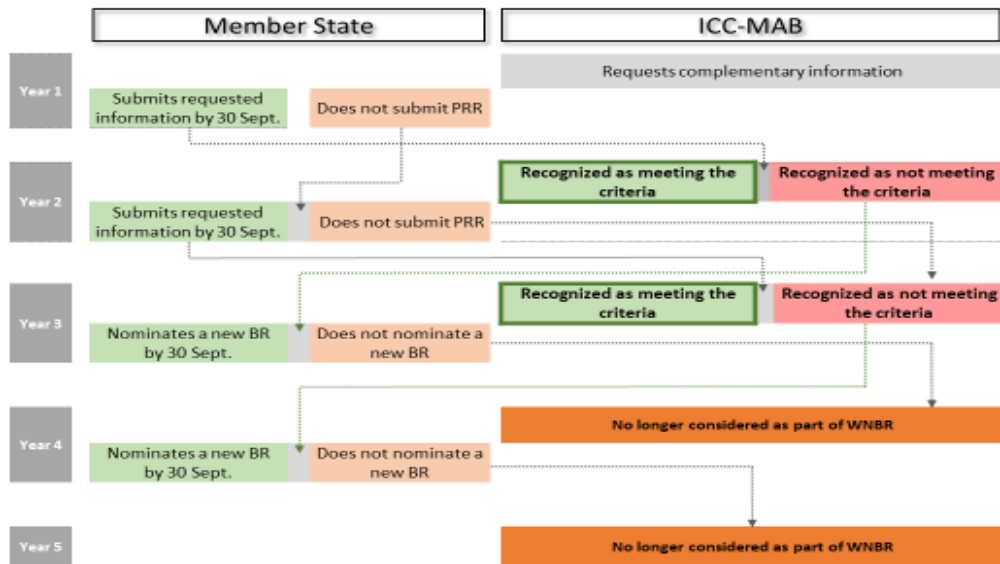 Member State
ICC-MAB
Year 1
Requests complementary information
Submits requested
information by 30 Sept.
Does not submit PRR
Year 2
Recognized as meeting the
criteria
Recognized as not meeting
the criteria
Submits requested
information by 30 Sept.
Does not submit PRR
Year 3
Recognized as meeting the
criteria
Recognized as not meeting
the criteria
Nominates a new BR
by 30 Sept.
Does not nominate a
new BR
Year 4
No longer considered as part of WNBR
Nominates a new BR
by 30 Sept.
Does not nominate a
new BR
Year 5
No longer considered as part of WNBR